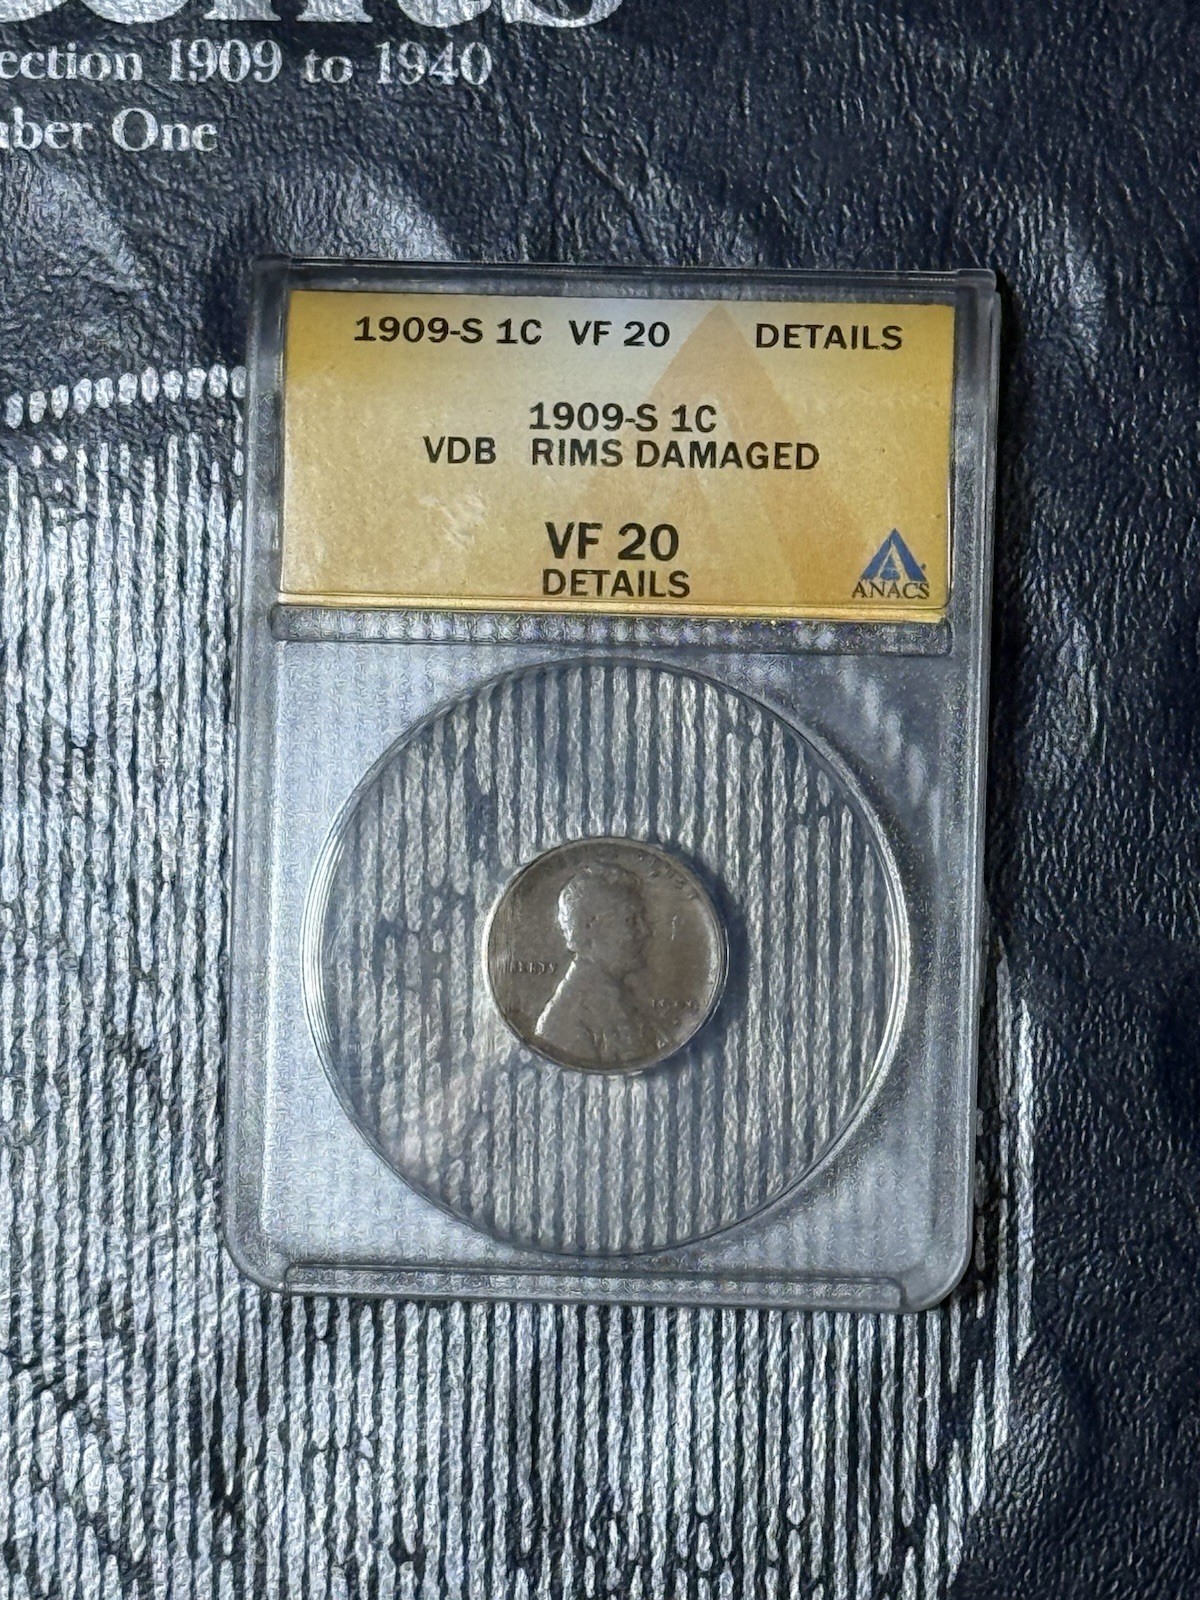 ection 1909 to 1940
ber One
1909-S 1C VF 20 DETAILS
1909-S 1C
VDB RIMS DAMAGED
VF 20
DETAILS
ANACS
LIBERTY